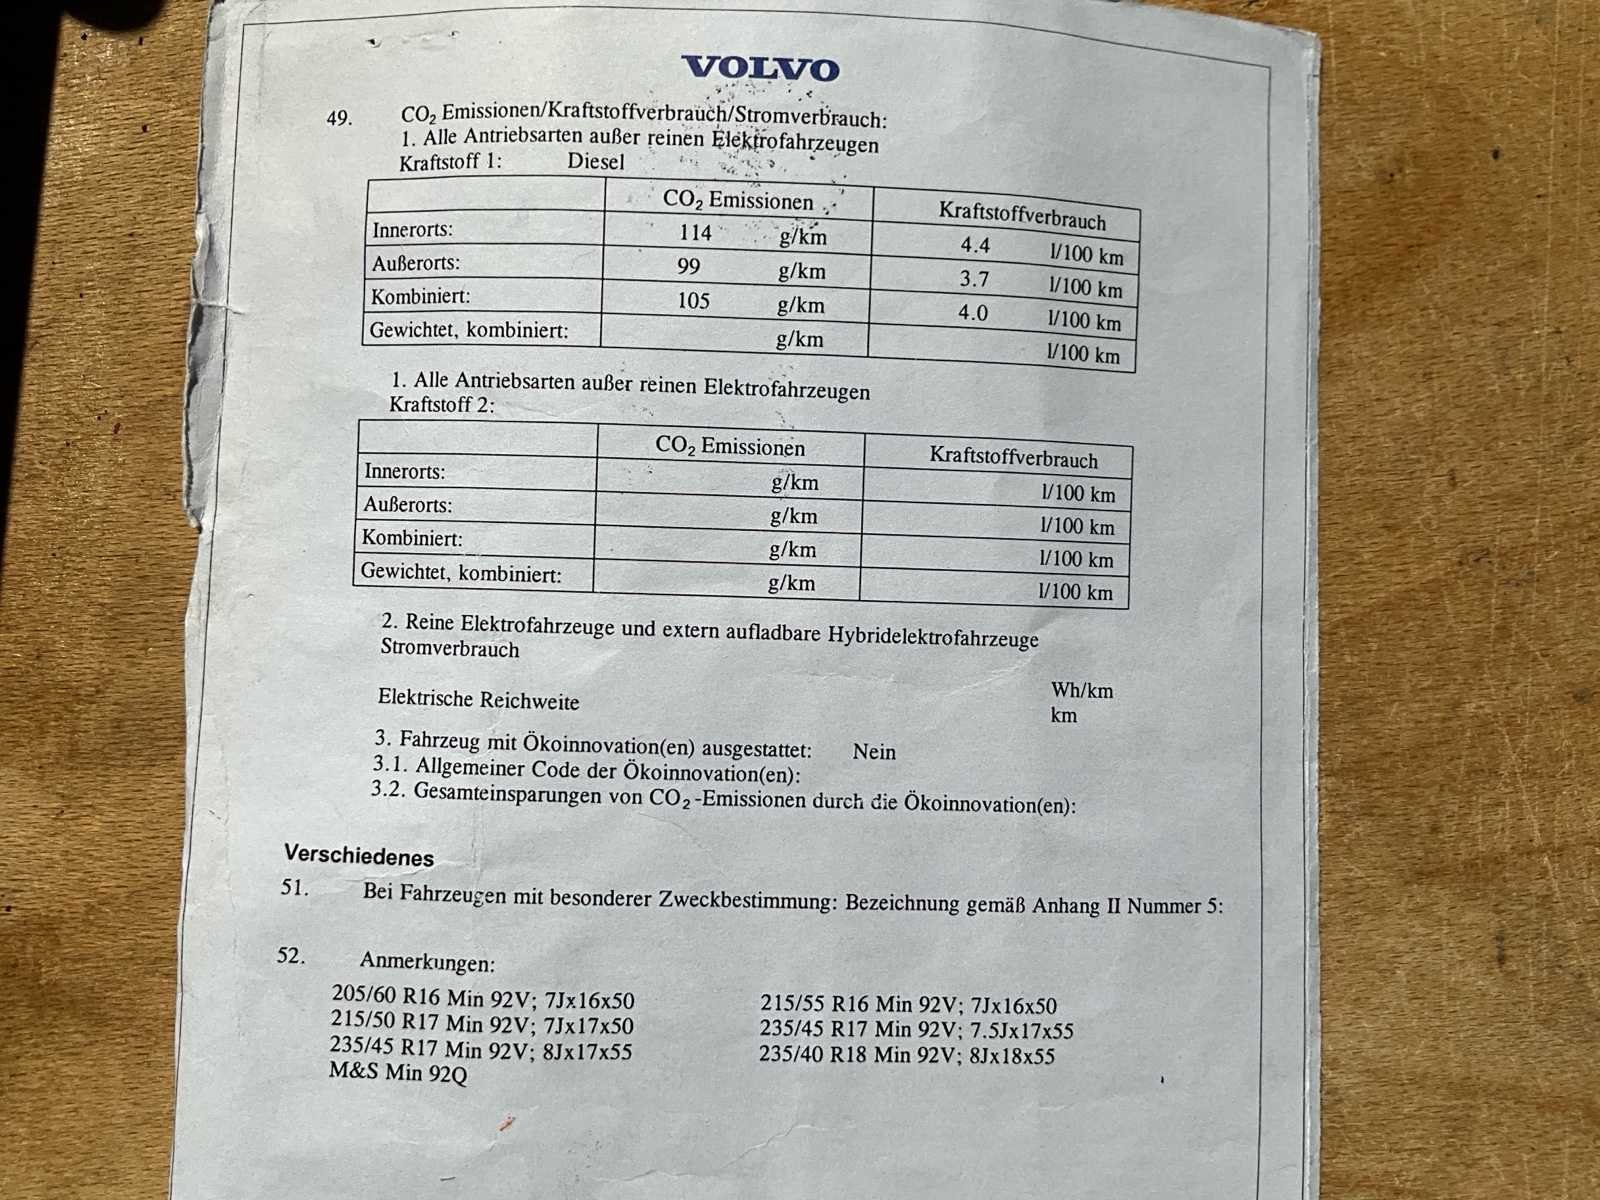 VOLVO
49. CO₂ Emissionen/Kraftstoffverbrauch/Stromverbrauch:
1. Alle Antriebsarten außer reinen Elektrofahrzeugen
Kraftstoff 1: Diesel
CO₂ Emissionen Kraftstoffverbrauch
Innerorts: 114 g/km 4.4 l/100 km
Außerorts: 99 g/km 3.7 l/100 km
Kombiniert: 105 g/km 4.0 l/100 km
Gewichtet, kombiniert: g/km l/100 km
1. Alle Antriebsarten außer reinen Elektrofahrzeugen
Kraftstoff 2:
CO₂ Emissionen Kraftstoffverbrauch
Innerorts: g/km l/100 km
Außerorts: g/km l/100 km
Kombiniert: g/km l/100 km
Gewichtet, kombiniert: g/km l/100 km
2. Reine Elektrofahrzeuge und extern aufladbare Hybridelektrofahrzeuge
Stromverbrauch
Wh/km
Elektrische Reichweite km
3. Fahrzeug mit Ökoinnovation(en) ausgestattet: Nein
3.1. Allgemeiner Code der Ökoinnovation(en):
3.2. Gesamteinsparungen von CO₂-Emissionen durch die Ökoinnovation(en):
Verschiedenes
51. Bei Fahrzeugen mit besonderer Zweckbestimmung: Bezeichnung gemäß Anhang II Nummer 5:
52. Anmerkungen:
205/60 R16 Min 92V; 7Jx16x50 215/55 R16 Min 92V; 7Jx16x50
215/50 R17 Min 92V; 7Jx17x50 235/45 R17 Min 92V; 7.5Jx17x55
235/45 R17 Min 92V; 8Jx17x55 235/40 R18 Min 92V; 8Jx18x55
M&S Min 92Q